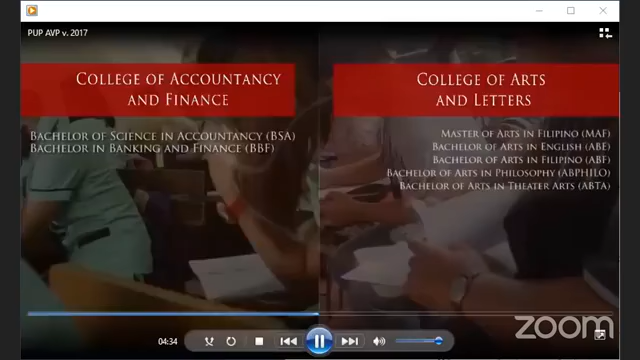 PUP AVP v. 2017
COLLEGE OF ACCOUNTANCY
AND FINANCE
BACHELOR OF SCIENCE IN ACCOUNTANCY (BSA)
BACHELOR IN BANKING AND FINANCE (BBF)
COLLEGE OF ARTS
AND LETTERS
MASTER OF ARTS IN FILIPINO (MAF)
BACHELOR OF ARTS IN ENGLISH (ABE)
BACHELOR OF ARTS IN FILIPINO (ABF)
BACHELOR OF ARTS IN PHILOSOPHY (ABPHILO)
BACHELOR OF ARTS IN THEATER ARTS (ABTA)
04:34
zoom